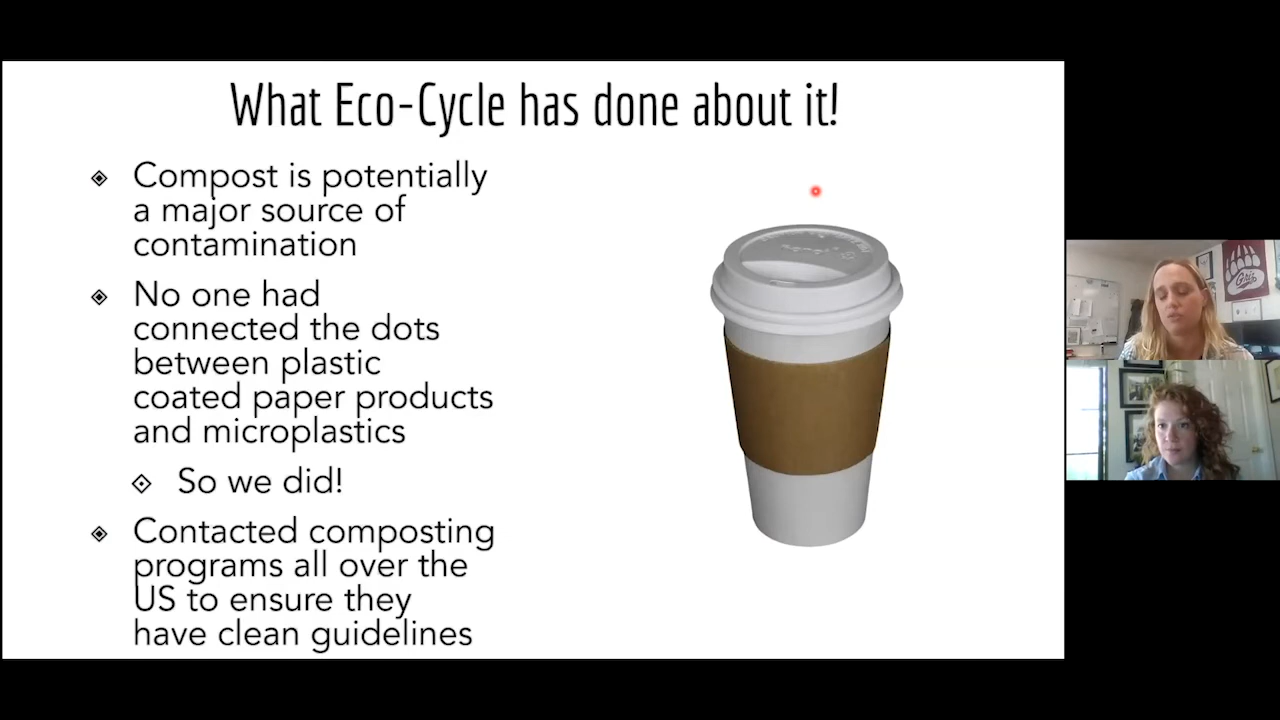 What Eco-Cycle has done about it!
Compost is potentially
a major source of
contamination
No one had
connected the dots
between plastic
coated paper products
and microplastics
So we did!
Contacted composting
programs all over the
US to ensure they
have clean guidelines
Griz